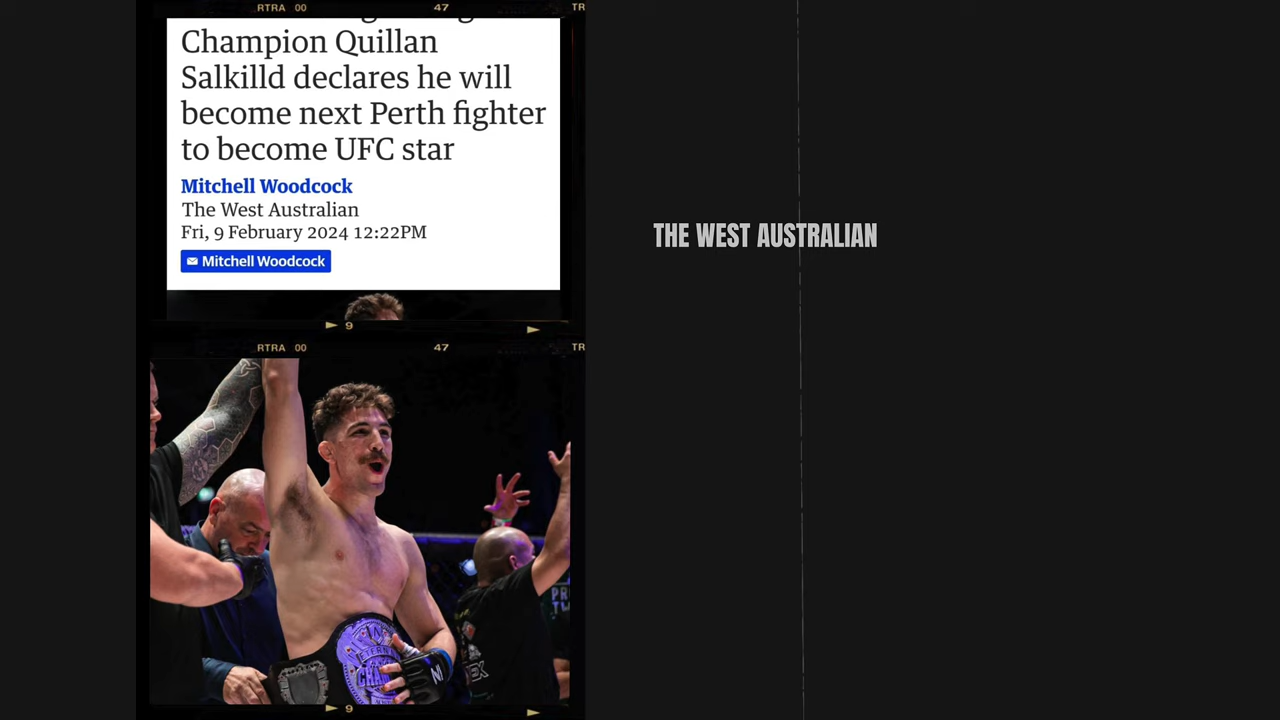 RTRA 00 47 TR
Champion Quillan
Salkilld declares he will
become next Perth fighter
to become UFC star
Mitchell Woodcock
The West Australian
Fri, 9 February 2024 12:22PM
Mitchell Woodcock
9
THE WEST AUSTRALIAN
RTRA 00 47 TR
9